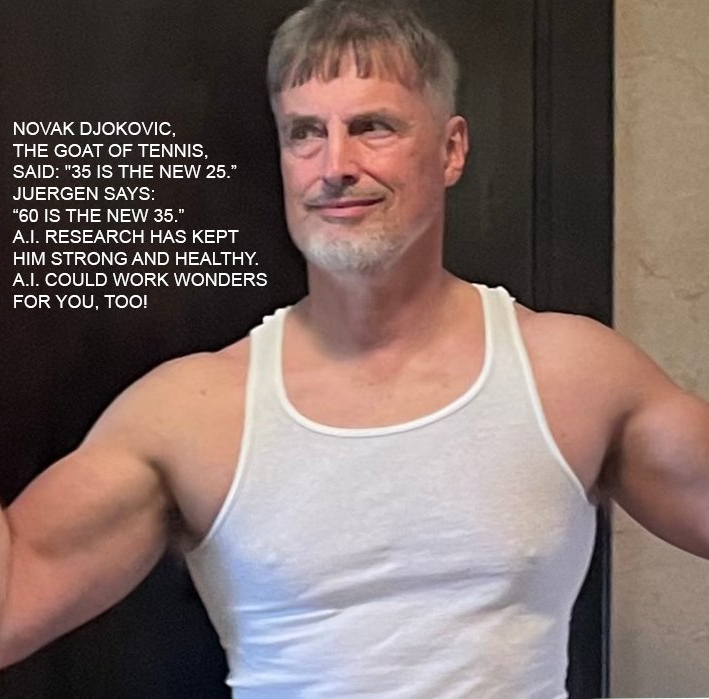 NOVAK DJOKOVIC,
THE GOAT OF TENNIS,
SAID: "35 IS THE NEW 25.”
JUERGEN SAYS:
“60 IS THE NEW 35.”
A.I. RESEARCH HAS KEPT
HIM STRONG AND HEALTHY.
A.I. COULD WORK WONDERS
FOR YOU, TOO!